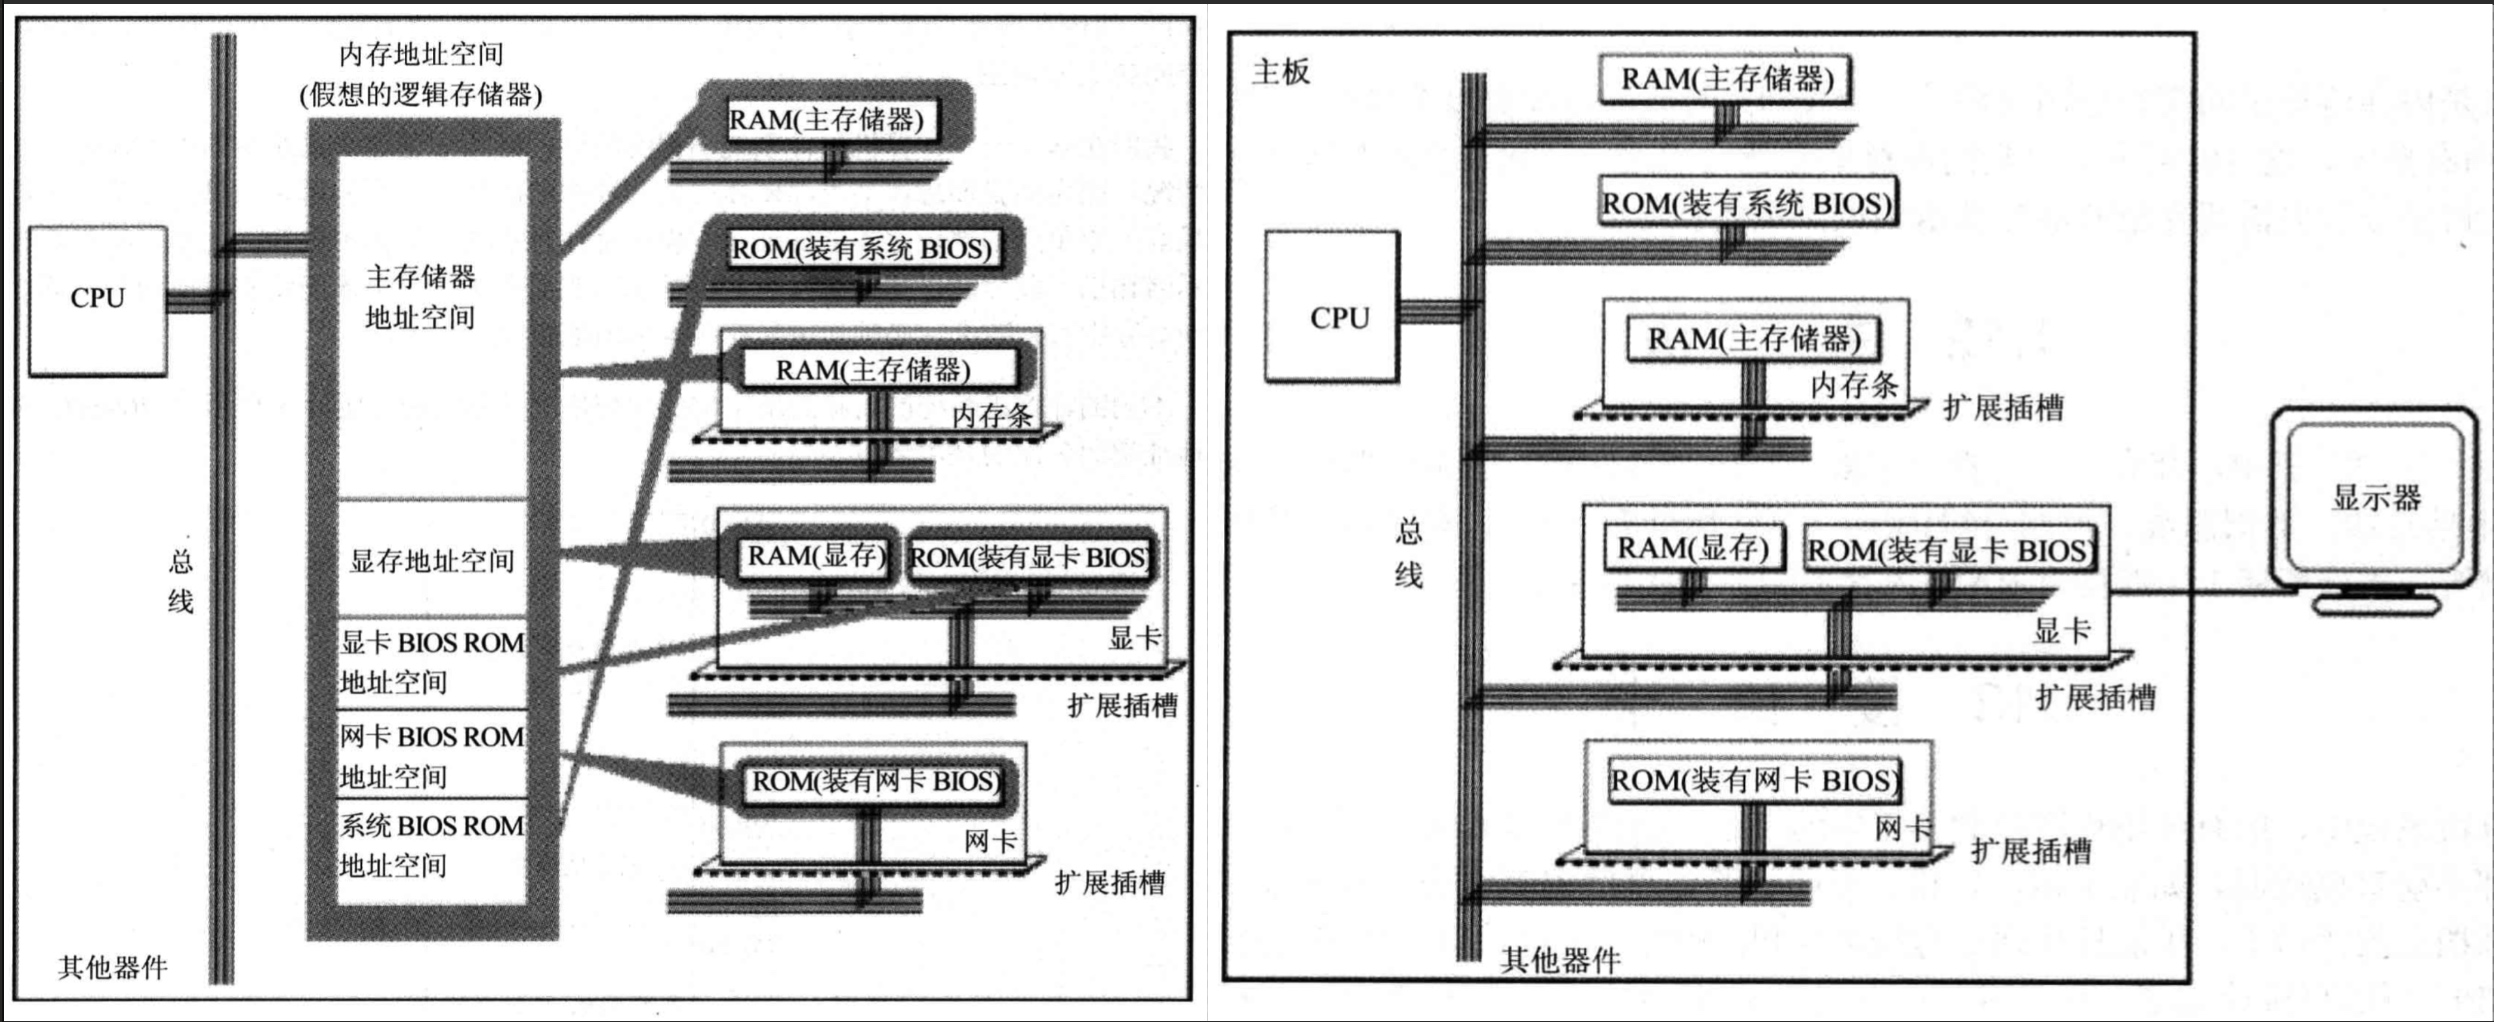 内存地址空间
(假想的逻辑存储器)
CPU
总
线
其他器件
主存储器
地址空间
显存地址空间
显卡 BIOS ROM
地址空间
网卡 BIOS ROM
地址空间
系统 BIOS ROM
地址空间
RAM(主存储器)
ROM(装有系统 BIOS)
RAM(主存储器)
内存条
RAM(显存)
ROM(装有显卡 BIOS)
显卡
扩展插槽
ROM(装有网卡 BIOS)
网卡
扩展插槽
主板
CPU
总
线
其他器件
RAM(主存储器)
ROM(装有系统 BIOS)
RAM(主存储器)
内存条
扩展插槽
RAM(显存)
ROM(装有显卡 BIOS)
显卡
扩展插槽
ROM(装有网卡 BIOS)
网卡
扩展插槽
显示器